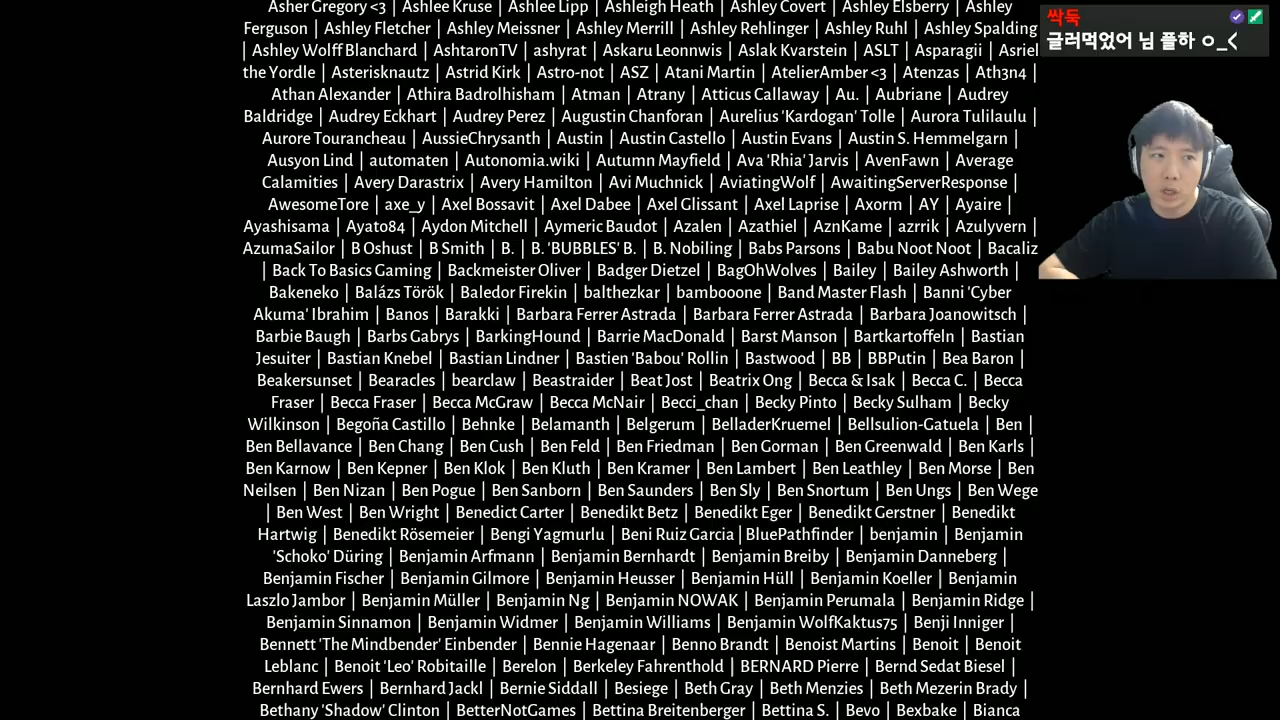 Asher Gregory <3 | Ashlee Kruse | Ashlee Lipp | Ashleigh Heath | Ashley Covert | Ashley Elsberry | Ashley
Ferguson | Ashley Fletcher | Ashley Meissner | Ashley Merrill | Ashley Rehlinger | Ashley Ruhl | Ashley Spalding
| Ashley Wolff Blanchard | AshtaronTV | ashyrat | Askaru Leonnwis | Aslak Kvarstein | ASLT | Asparagii | Asriel
the Yordle | Asterisknautz | Astrid Kirk | Astro-not | ASZ | Atani Martin | AtelierAmber <3 | Atenzas | Ath3n4 |
Athan Alexander | Athira Badrolhisham | Atman | Atrany | Atticus Callaway | Au. | Aubriane | Audrey
Baldridge | Audrey Eckhart | Audrey Perez | Augustin Chanforan | Aurelius 'Kardogan' Tolle | Aurora Tulilaulu |
Aurore Tourancheau | AussieChrysanth | Austin | Austin Castello | Austin Evans | Austin S. Hemmelgarn |
Ausyon Lind | automaten | Autonomia.wiki | Autumn Mayfield | Ava 'Rhia' Jarvis | AvenFawn | Average
Calamities | Avery Darastrix | Avery Hamilton | Avi Muchnick | AviatingWolf | AwaitingServerResponse |
AwesomeTore | axe_y | Axel Bossavit | Axel Dabee | Axel Glissant | Axel Laprise | Axorm | AY | Ayaire |
Ayashisama | Ayato84 | Aydon Mitchell | Aymeric Baudot | Azalen | Azathiel | AznKame | azrrik | Azulyvern |
AzumaSailor | B Oshust | B Smith | B. | B. 'BUBBLES' B. | B. Nobiling | Babs Parsons | Babu Noot Noot | Bacaliz
| Back To Basics Gaming | Backmeister Oliver | Badger Dietzel | BagOhWolves | Bailey | Bailey Ashworth |
Bakeneko | Balázs Török | Baledor Firekin | balthezkar | bambooone | Band Master Flash | Banni 'Cyber
Akuma' Ibrahim | Banos | Barakki | Barbara Ferrer Astrada | Barbara Ferrer Astrada | Barbara Joanowitsch |
Barbie Baugh | Barbs Gabrys | BarkingHound | Barrie MacDonald | Barst Manson | Bartkartoffeln | Bastian
Jesuiter | Bastian Knebel | Bastian Lindner | Bastien 'Babou' Rollin | Bastwood | BB | BBPutin | Bea Baron |
Beakersunset | Bearacles | bearclaw | Beastraider | Beat Jost | Beatrix Ong | Becca & Isak | Becca C. | Becca
Fraser | Becca Fraser | Becca McGraw | Becca McNair | Becci_chan | Becky Pinto | Becky Sulham | Becky
Wilkinson | Begoña Castillo | Behnke | Belamanth | Belgerum | BelladerKruemel | Bellsulion-Gatuela | Ben |
Ben Bellavance | Ben Chang | Ben Cush | Ben Feld | Ben Friedman | Ben Gorman | Ben Greenwald | Ben Karls |
Ben Karnow | Ben Kepner | Ben Klok | Ben Kluth | Ben Kramer | Ben Lambert | Ben Leathley | Ben Morse | Ben
Neilsen | Ben Nizan | Ben Pogue | Ben Sanborn | Ben Saunders | Ben Sly | Ben Snortum | Ben Ungs | Ben Wege
| Ben West | Ben Wright | Benedict Carter | Benedikt Betz | Benedikt Eger | Benedikt Gerstner | Benedikt
Hartwig | Benedikt Rösemeier | Bengi Yagmurlu | Beni Ruiz Garcia|BluePathfinder | benjamin | Benjamin
'Schoko' Düring | Benjamin Arfmann | Benjamin Bernhardt | Benjamin Breiby | Benjamin Danneberg |
Benjamin Fischer | Benjamin Gilmore | Benjamin Heusser | Benjamin Hüll | Benjamin Koeller | Benjamin
Laszlo Jambor | Benjamin Müller | Benjamin Ng | Benjamin NOWAK | Benjamin Perumala | Benjamin Ridge |
Benjamin Sinnamon | Benjamin Widmer | Benjamin Williams | Benjamin WolfKaktus75 | Benji Inniger |
Bennett 'The Mindbender' Einbender | Bennie Hagenaar | Benno Brandt | Benoist Martins | Benoit | Benoit
Leblanc | Benoit 'Leo' Robitaille | Berelon | Berkeley Fahrenthold | BERNARD Pierre | Bernd Sedat Biesel |
Bernhard Ewers | Bernhard Jackl | Bernie Siddall | Besiege | Beth Gray | Beth Menzies | Beth Mezerin Brady |
Bethany 'Shadow' Clinton | BetterNotGames | Bettina Breitenberger | Bettina S. | Bevo | Bexbake | Bianca
싹둑
글러먹었어 님 플하 ㅇ_く